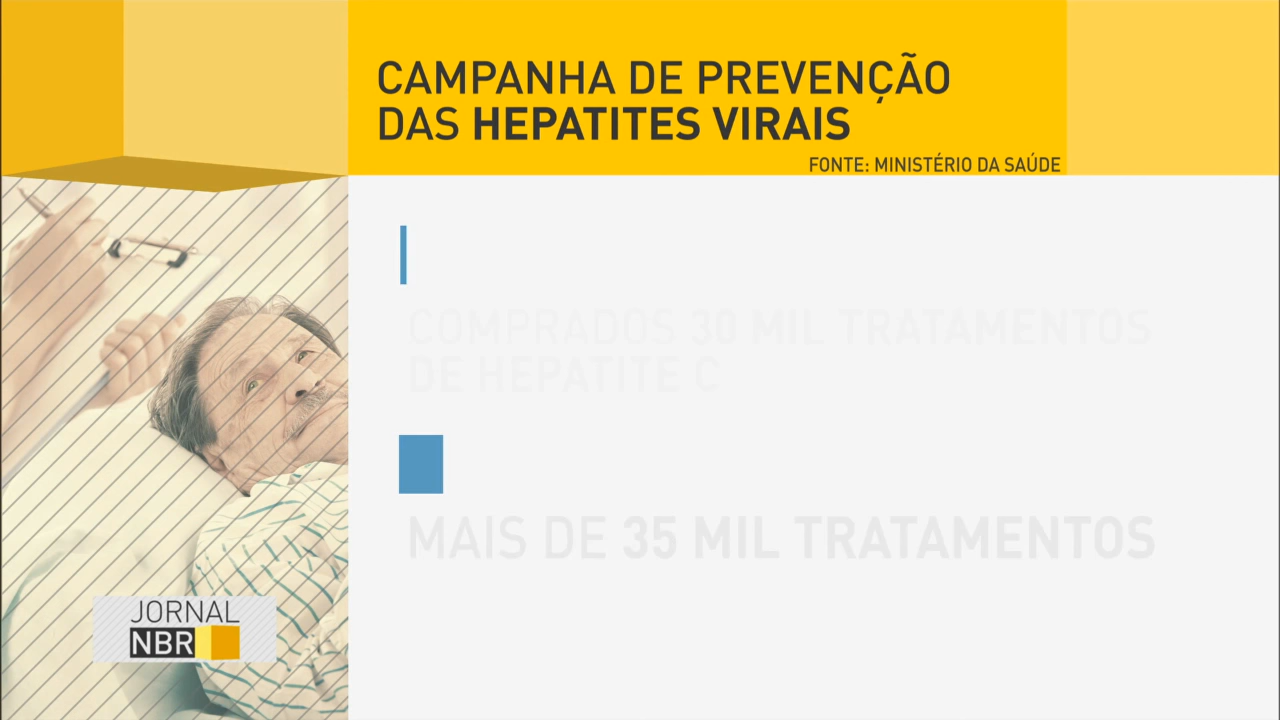 CAMPANHA DE PREVENÇÃO
DAS HEPATITES VIRAIS
FONTE: MINISTÉRIO DA SAÚDE
COMPRADOS 30 MIL TRATAMENTOS
DE HEPATITE C
MAIS DE 35 MIL TRATAMENTOS
JORNAL
NBR